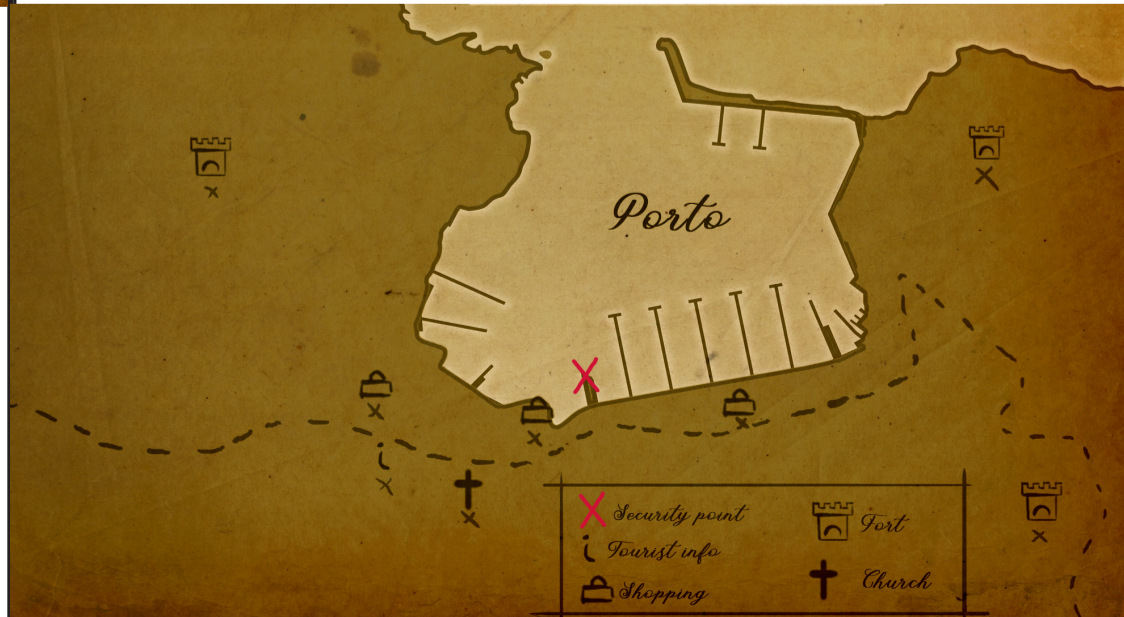 Porto
Security point
Fort
i Tourist info
Shopping
Church